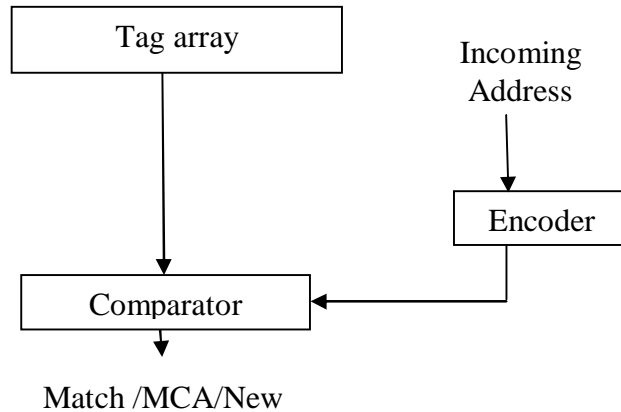 Tag array
Incoming
Address
Encoder
Comparator
Match /MCA/New